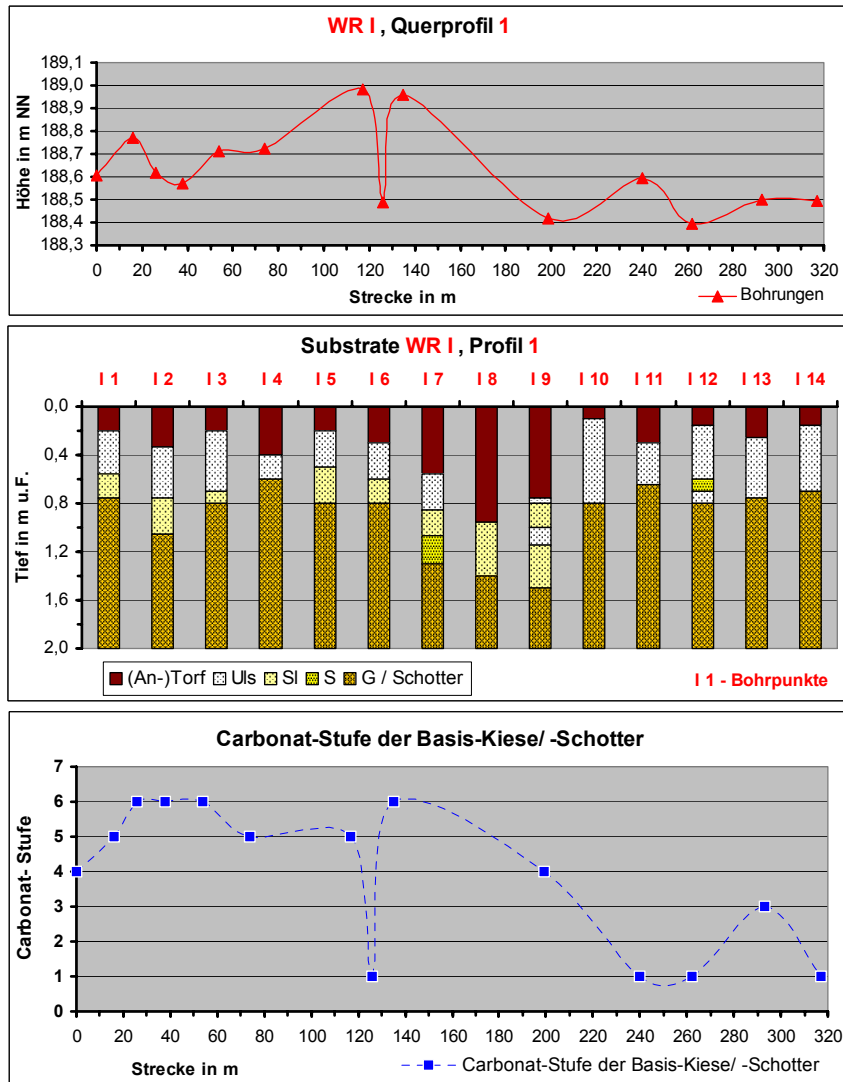 WR I , Querprofil 1
Höhe in m NN
189,1
189,0
188,9
188,8
188,7
188,6
188,5
188,4
188,3
0 20 40 60 80 100 120 140 160 180 200 220 240 260 280 300 320
Strecke in m
Bohrungen
Substrate WR I , Profil 1
I 1 I 2 I 3 I 4 I 5 I 6 I 7 I 8 I 9 I 10 I 11 I 12 I 13 I 14
Tief in m u.F.
0,0
0,4
0,8
1,2
1,6
2,0
(An-)Torf Uls Sl S G / Schotter
I 1 - Bohrpunkte
Carbonat-Stufe der Basis-Kiese/ -Schotter
Carbonat- Stufe
7
6
5
4
3
2
1
0
0 20 40 60 80 100 120 140 160 180 200 220 240 260 280 300 320
Strecke in m
Carbonat-Stufe der Basis-Kiese/ -Schotter